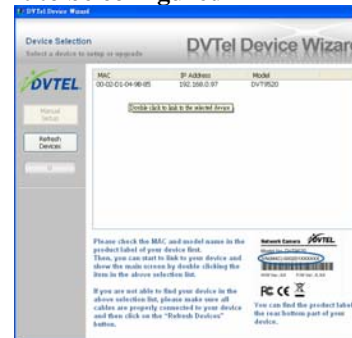 DVTel Device Wizard
Device Selection
Select a device to setup or upgrade
DVTel Device Wizar
DVTEL
MAC IP Address Model
00-02-D1-04-9B-85 192.168.0.97 DVT9520
Double click to link to the selected device.
Manual
Setup
Refresh
Devices
Please check the MAC and model name in the
product label of your device first.
Then, you can start to link to your device and
show the main screen by double clicking the
item in the above selection list.
If you are not able to find your device in the
above selection list, please make sure all
cables are properly connected to your device
and then click on the "Refresh Devices"
button.
Network Camera DVTEL
FC CE
You can find the product label
the rear bottom part of your
device.